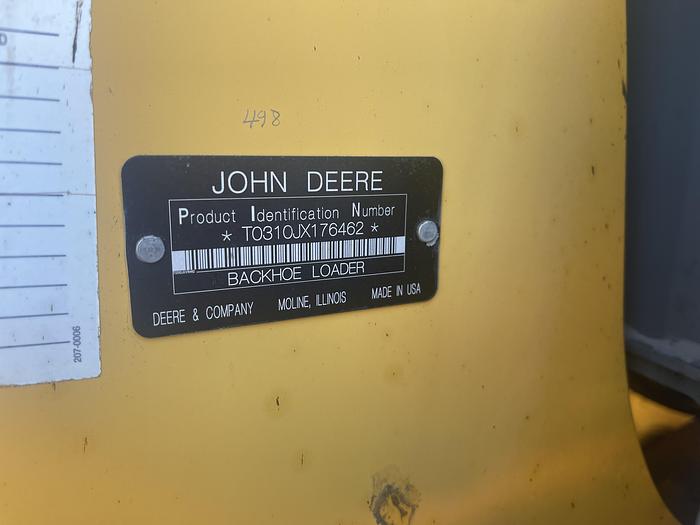 498
JOHN DEERE
Product Identification Number
* T0310JX176462 *
BACKHOE LOADER
DEERE & COMPANY MOLINE, ILLINOIS MADE IN USA
207-0006